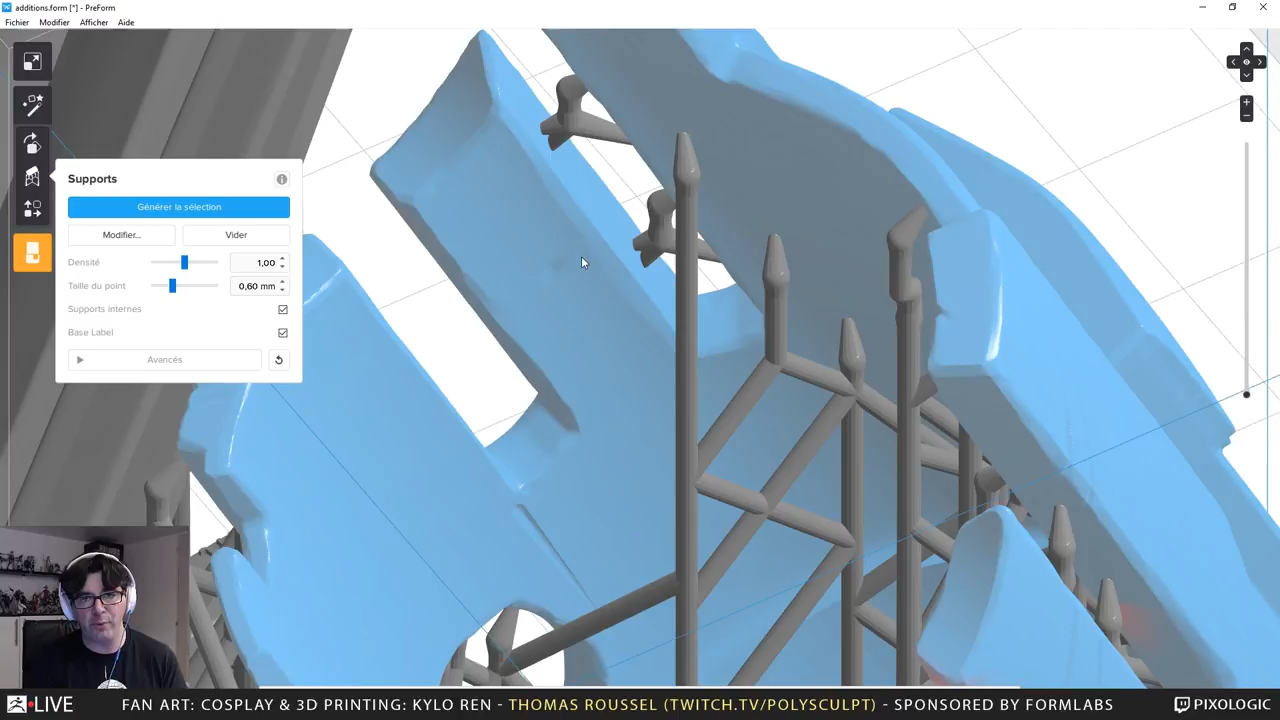 additions.form [*] - PreForm
Fichier Modifier Afficher Aide
Supports
Générer la sélection
Modifier... Vider
Densité 1,00
Taille du point 0,60 mm
Supports internes
Base Label
Avancés
LIVE FAN ART: COSPLAY & 3D PRINTING: KYLO REN - THOMAS ROUSSEL (TWITCH.TV/POLYSCULPT) - SPONSORED BY FORMLABS PIXOLOGIC